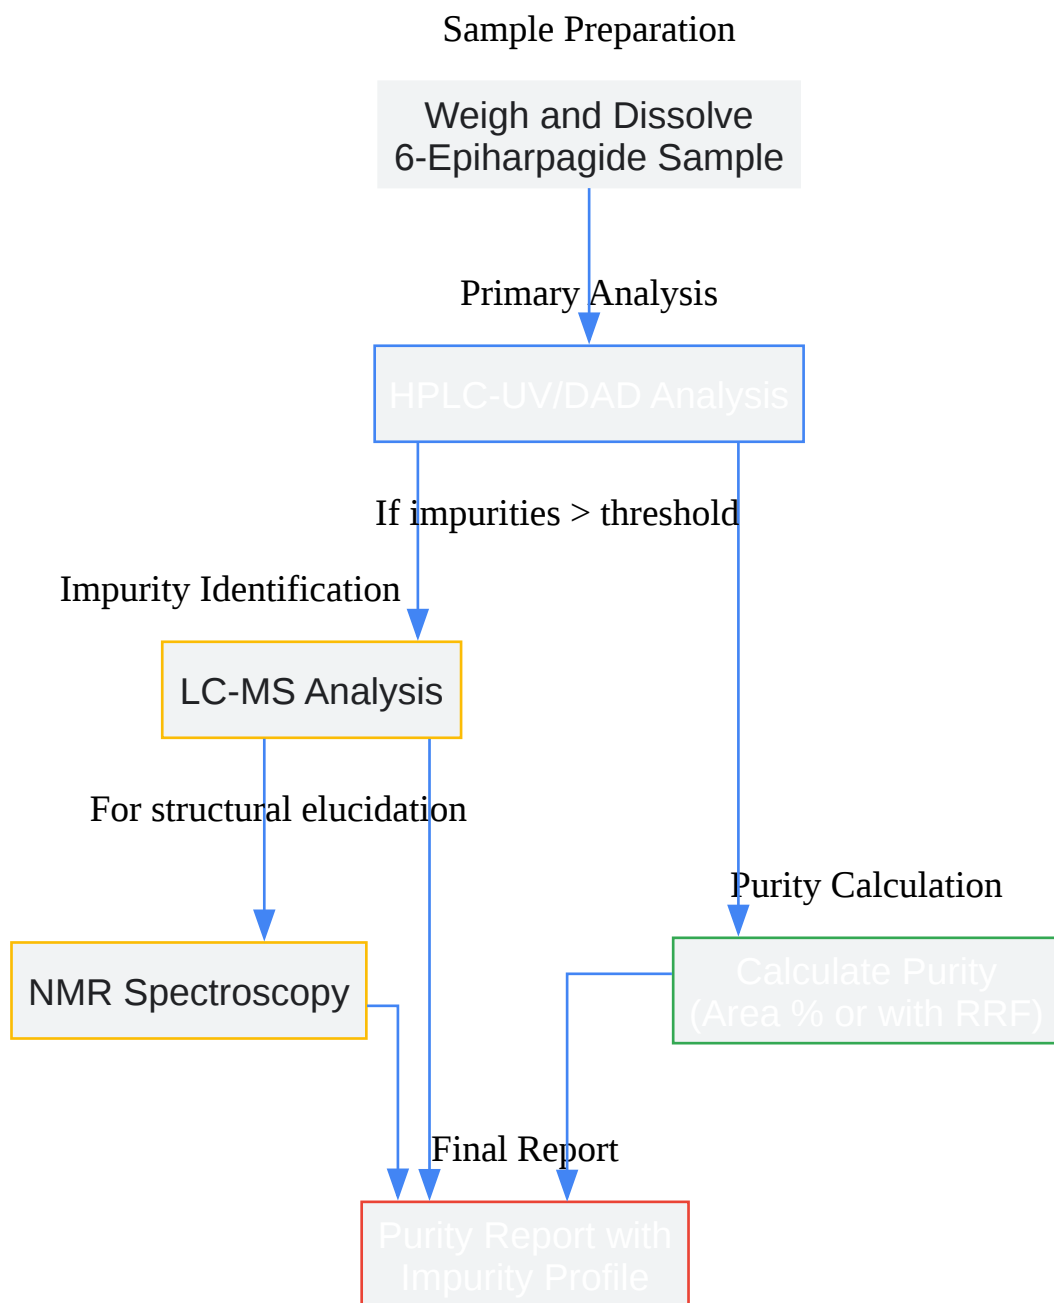 Sample Preparation
Weigh and Dissolve
6-Epiharpagide Sample
Primary Analysis
HPLC-UV/DAD Analysis
If impurities > threshold
Impurity Identification
LC-MS Analysis
For structural elucidation
Purity Calculation
NMR Spectroscopy
Calculate Purity
(Area % or with RRF)
Final Report
Purity Report with
Impurity Profile